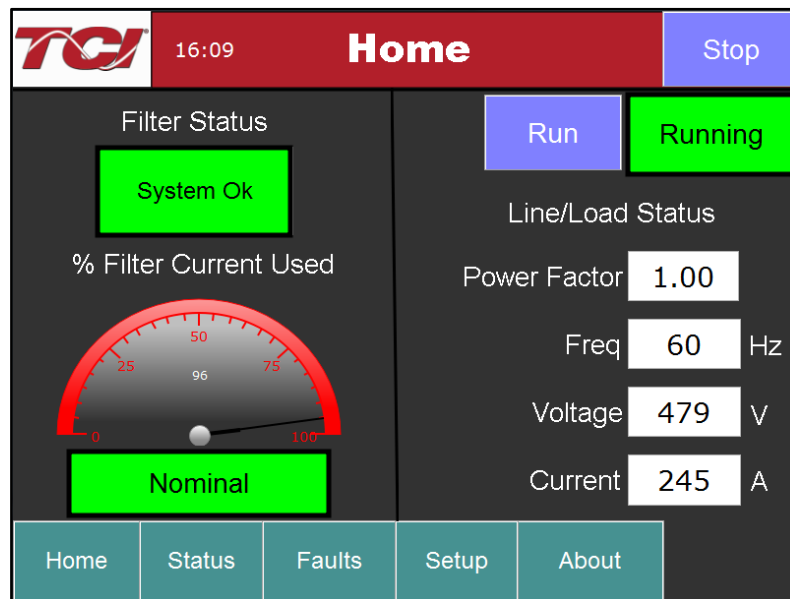 TCI
16:09
Home
Stop
Filter Status
System Ok
% Filter Current Used
50
25
75
96
0
100
Nominal
Run
Running
Line/Load Status
Power Factor 1.00
Freq 60 Hz
Voltage 479 V
Current 245 A
Home Status Faults Setup About